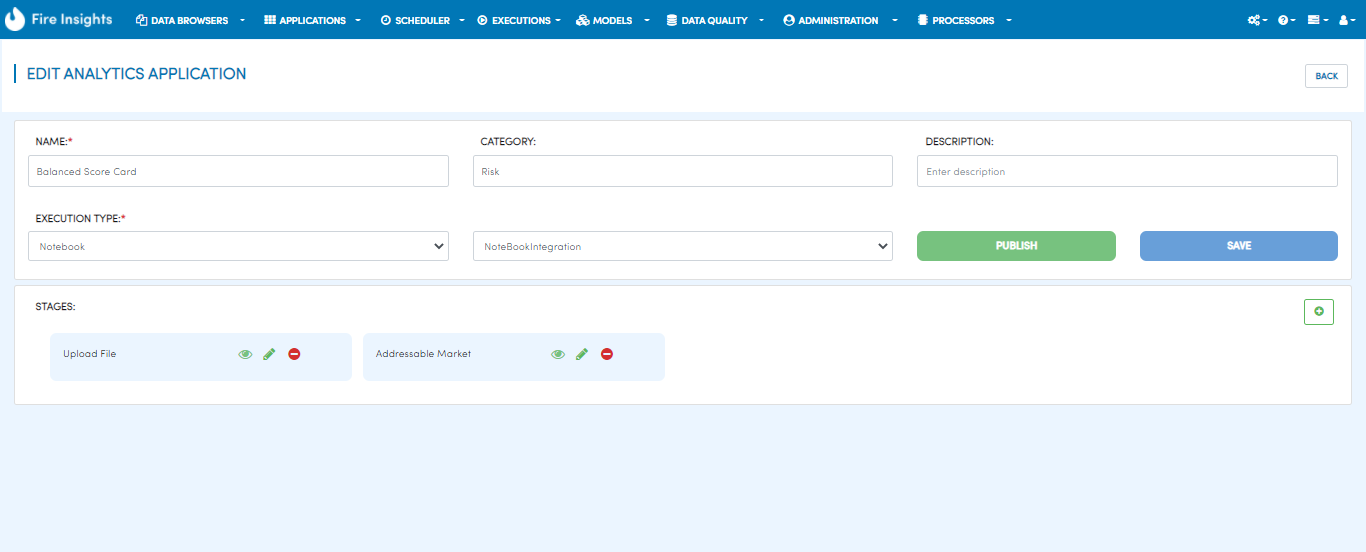 Fire Insights DATA BROWSERS APPLICATIONS SCHEDULER EXECUTIONS MODELS DATA QUALITY ADMINISTRATION PROCESSORS
EDIT ANALYTICS APPLICATION BACK
NAME:* CATEGORY: DESCRIPTION:
Balanced Score Card Risk Enter description
EXECUTION TYPE:*
Notebook NoteBookIntegration PUBLISH SAVE
STAGES:
Upload File Addressable Market